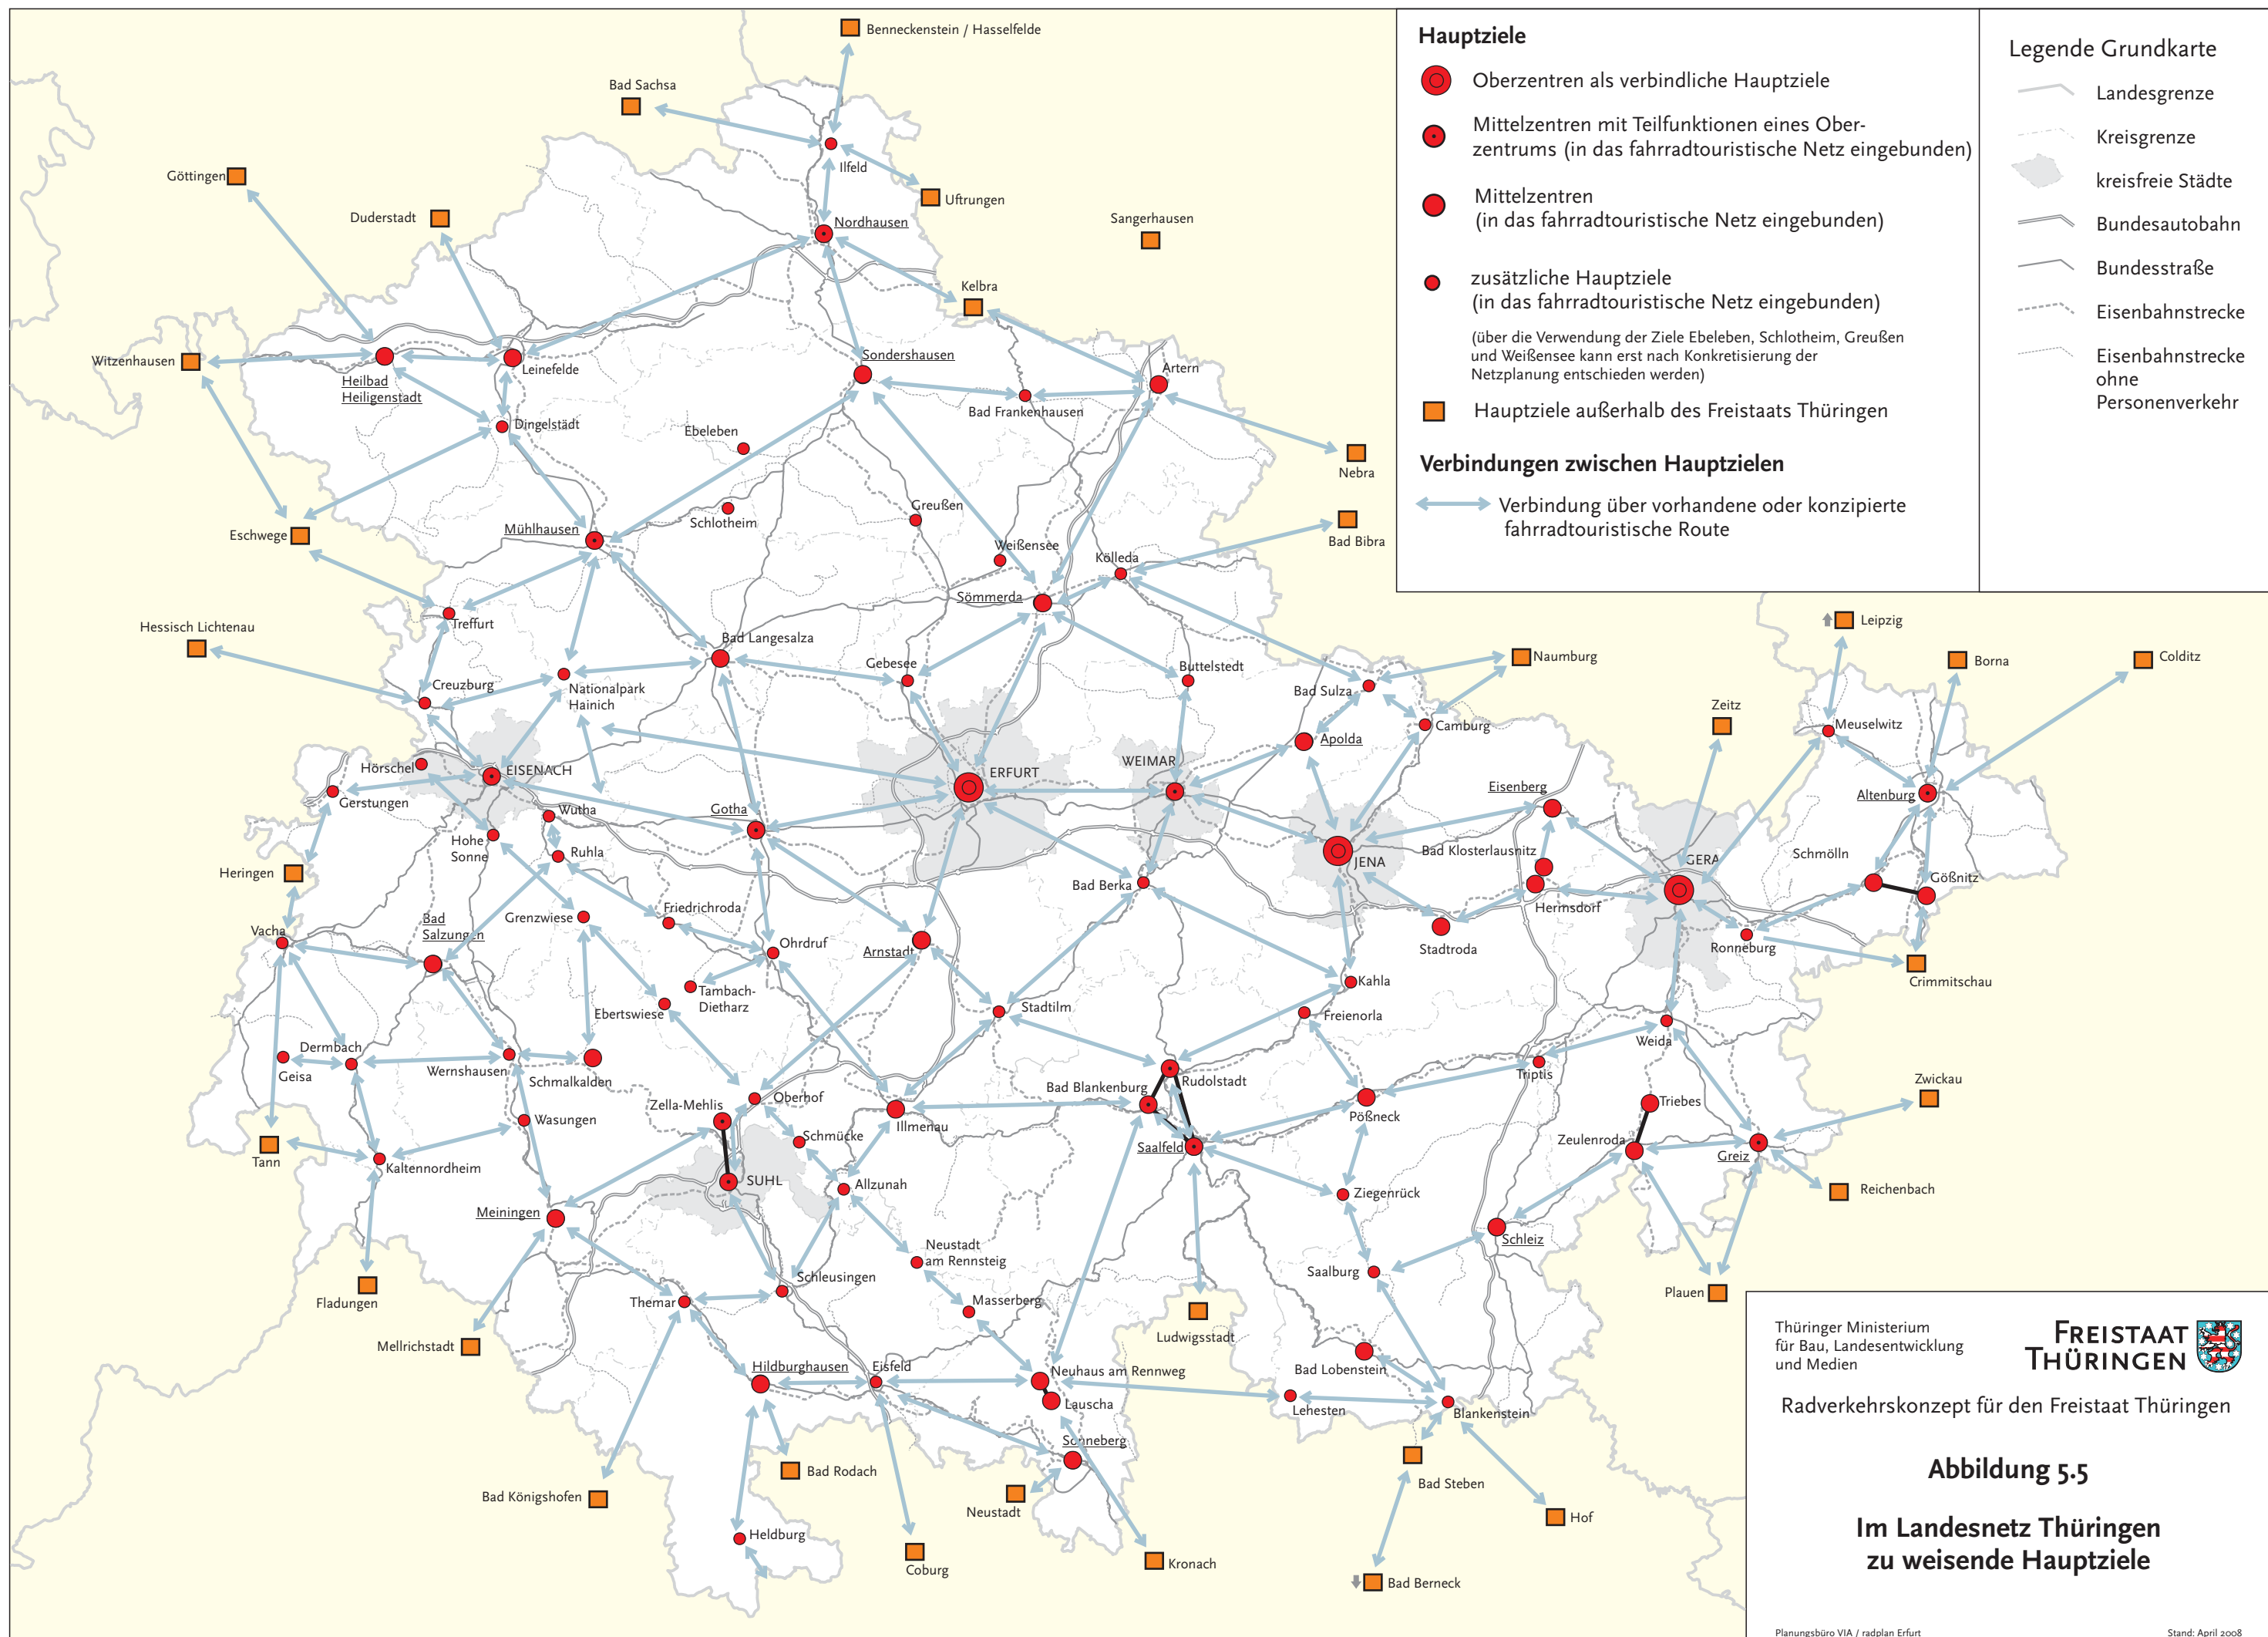 Hauptziele
Oberzentren als verbindliche Hauptziele
Mittelzentren mit Teilfunktionen eines Ober-
zentrums (in das fahrradtouristische Netz eingebunden)
Mittelzentren
(in das fahrradtouristische Netz eingebunden)
zusätzliche Hauptziele
(in das fahrradtouristische Netz eingebunden)
(über die Verwendung der Ziele Ebeleben, Schlotheim, Greußen
und Weißensee kann erst nach Konkretisierung der
Netzplanung entschieden werden)
Hauptziele außerhalb des Freistaats Thüringen
Verbindungen zwischen Hauptzielen
Verbindung über vorhandene oder konzipierte
fahrradtouristische Route
Legende Grundkarte
Landesgrenze
Kreisgrenze
kreisfreie Städte
Bundesautobahn
Bundesstraße
Eisenbahnstrecke
Eisenbahnstrecke
ohne
Personenverkehr
Benneckenstein / Hasselfelde
Bad Sachsa
Ilfeld
Göttingen
Uftrungen
Duderstadt
Sangerhausen
Nordhausen
Kelbra
Witzenhausen
Heilbad
Heiligenstadt
Leinefelde
Sondershausen
Artern
Bad Frankenhausen
Dingelstädt
Ebeleben
Nebra
Schlotheim
Greußen
Mühlhausen
Eschwege
Bad Bibra
Weißensee
Kölleda
Sömmerda
Treffurt
Hessisch Lichtenau
Bad Langesalza
Gebesee
Buttelstedt
Naumburg
Leipzig
Borna
Colditz
Creuzburg
Nationalpark
Hainich
Bad Sulza
Camburg
Zeitz
Meuselwitz
Apolda
Hörschel
EISENACH
ERFURT
WEIMAR
Gerstungen
Wutha
Gotha
Eisenberg
Altenburg
Hohe
Sonne
Ruhla
JENA
Bad Klosterlausnitz
GERA
Schmölln
Gößnitz
Heringen
Bad Berka
Hermsdorf
Grenzwiese
Friedrichroda
Vacha
Bad
Salzungen
Ohrdruf
Arnstadt
Stadtroda
Ronneburg
Crimmitschau
Tambach-
Dietharz
Ebertswiese
Stadtilm
Kahla
Freienorla
Weida
Dermbach
Geisa
Wernshausen
Schmalkalden
Triptis
Rudolstadt
Bad Blankenburg
Zwickau
Oberhof
Zella-Mehlis
Wasungen
Illmenau
Pößneck
Triebes
Schmücke
Saalfeld
Zeulenroda
Greiz
Tann
Kaltennordheim
SUHL
Allzunah
Ziegenrück
Reichenbach
Meiningen
Schleiz
Neustadt
am Rennsteig
Schleusingen
Saalburg
Fladungen
Themar
Masserberg
Plauen
Mellrichstadt
Ludwigsstadt
Hildburghausen
Eisfeld
Neuhaus am Rennweg
Bad Lobenstein
Lauscha
Lehesten
Blankenstein
Sonneberg
Bad Rodach
Bad Steben
Bad Königshofen
Neustadt
Hof
Heldburg
Coburg
Kronach
Bad Berneck
Thüringer Ministerium
für Bau, Landesentwicklung
und Medien
FREISTAAT
THÜRINGEN
Radverkehrskonzept für den Freistaat Thüringen
Abbildung 5.5
Im Landesnetz Thüringen
zu weisende Hauptziele
Planungsbüro VIA / radplan Erfurt
Stand: April 2008